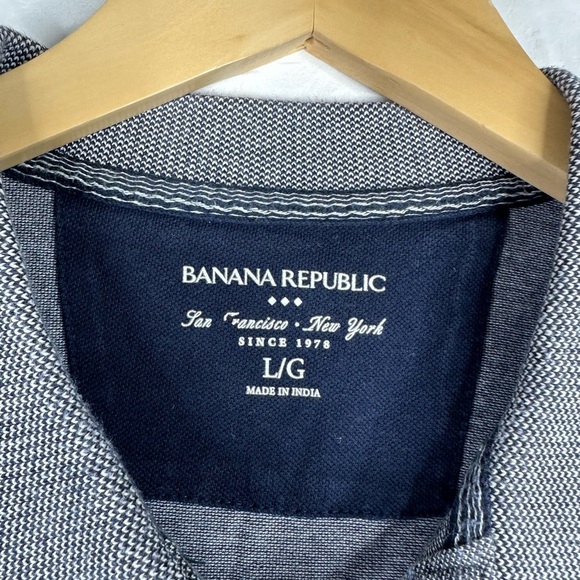 BANANA REPUBLIC
San Francisco • New York
SINCE 1978
L/G
MADE IN INDIA